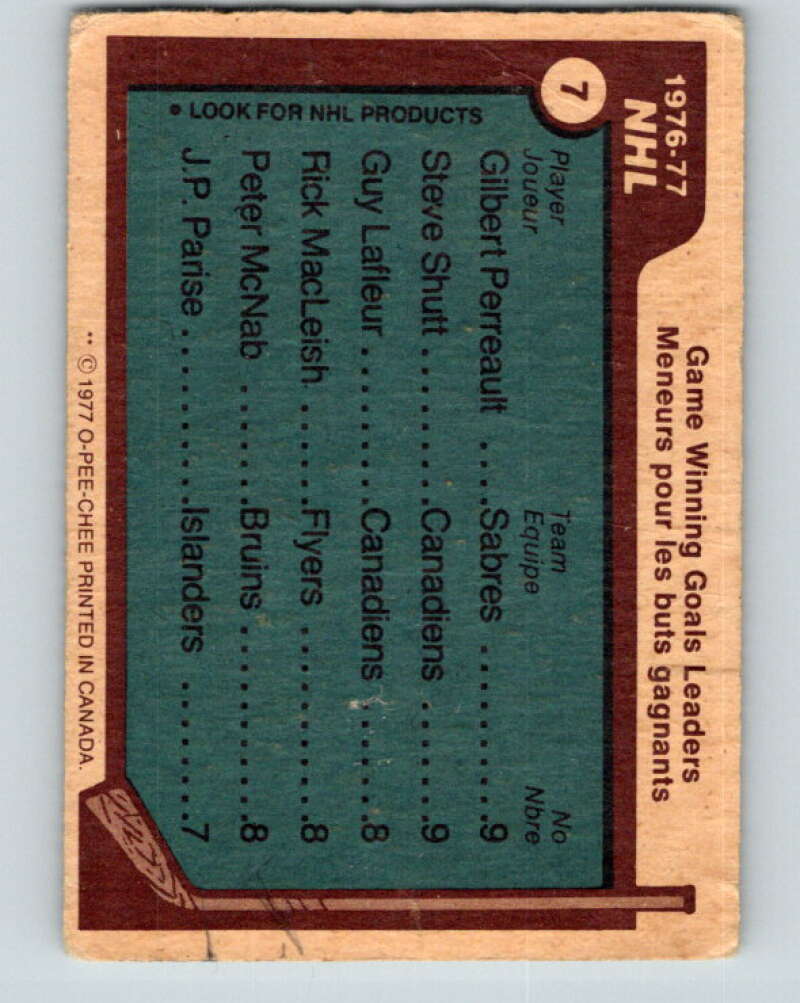 1976-77
NHL
Game Winning Goals Leaders
Meneurs pour les buts gagnants
7
Player Team No
Joueur Equipe Nbre
Gilbert Perreault ....Sabres .........9
Steve Shutt .........Canadiens .......9
Guy Lafleur .........Canadiens .......8
Rick MacLeish ......Flyers ..........8
Peter McNab .......Bruins ..........8
J.P. Parise ..........Islanders ........7
• LOOK FOR NHL PRODUCTS
** © 1977 O-PEE-CHEE PRINTED IN CANADA.